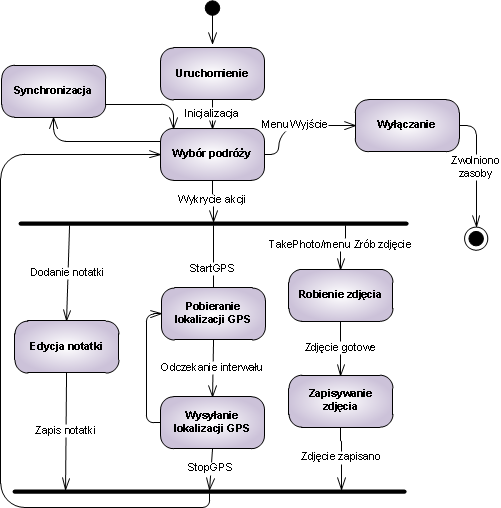 Uruchomienie
Synchronizacja
Inicjalizacja
Menu Wyjście
Wyłączanie
Wybór podróży
Zwolniono
zasoby
Wykrycie akcji
TakePhoto/menu Zrób zdjęcie
Dodanie notatki
StartGPS
Robienie zdjęcia
Pobieranie
lokalizacji GPS
Edycja notatki
Zdjęcie gotowe
Odczekanie interwału
Zapisywanie
zdjęcia
Wysyłanie
lokalizacji GPS
Zapis notatki
Zdjęcie zapisano
StopGPS